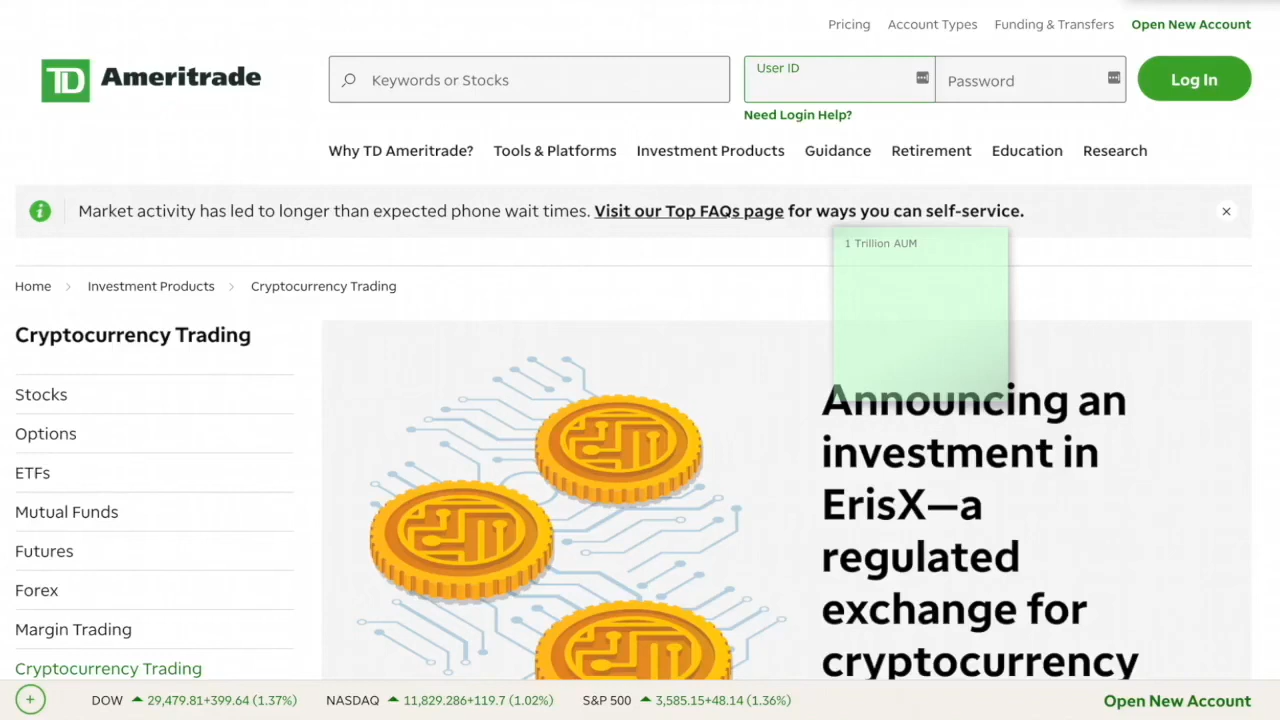 Pricing
Account Types
Funding & Transfers
Open New Account
TD Ameritrade
Keywords or Stocks
User ID
Password
Log In
Need Login Help?
Why TD Ameritrade?
Tools & Platforms
Investment Products
Guidance
Retirement
Education
Research
Market activity has led to longer than expected phone wait times. Visit our Top FAQs page for ways you can self-service.
1 Trillion AUM
Home
Investment Products
Cryptocurrency Trading
Cryptocurrency Trading
Stocks
Options
ETFs
Mutual Funds
Futures
Forex
Margin Trading
Cryptocurrency Trading
Announcing an
investment in
ErisX—a
regulated
exchange for
cryptocurrency
DOW 29,479.81+399.64 (1.37%)
NASDAQ 11,829.286+119.7 (1.02%)
S&P 500 3,585.15+48.14 (1.36%)
Open New Account